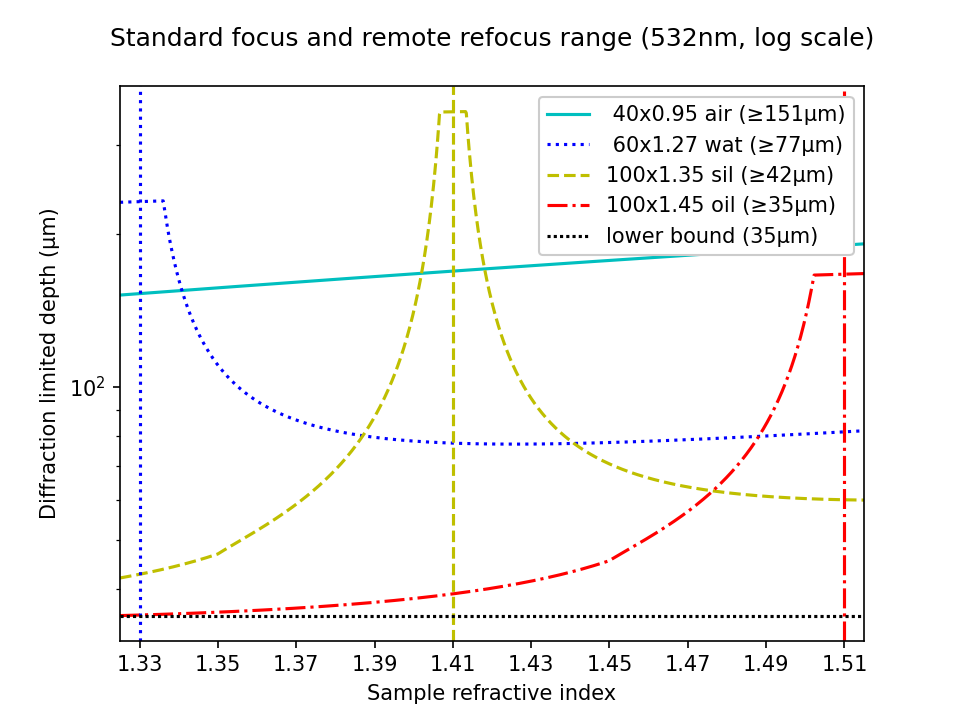 Standard focus and remote refocus range (532nm, log scale)
40x0.95 air (≥151µm)
60x1.27 wat (≥77µm)
100x1.35 sil (≥42µm)
100x1.45 oil (≥35µm)
lower bound (35µm)
Diffraction limited depth (µm)
10²
1.33 1.35 1.37 1.39 1.41 1.43 1.45 1.47 1.49 1.51
Sample refractive index